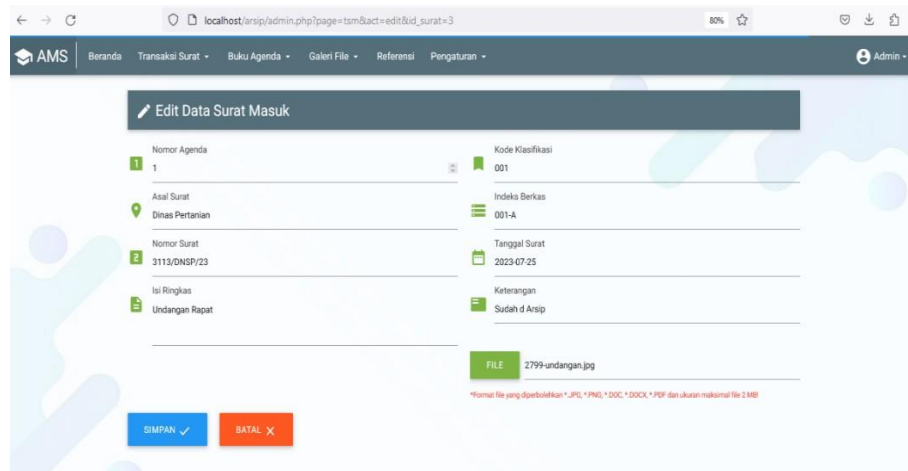 localhost/arsip/admin.php?page=tsm&act=edit&id_surat=3
80%
AMS Beranda Transaksi Surat Buku Agenda Galeri File Referensi Pengaturan Admin
Edit Data Surat Masuk
Nomor Agenda
1
1
Kode Klasifikasi
001
Asal Surat
Dinas Pertanian
Indeks Berkas
001-A
Nomor Surat
2
3113/DNSP/23
Tanggal Surat
2023-07-25
Isi Ringkas
Undangan Rapat
Keterangan
Sudah d Arsip
FILE 2799-undangan.jpg
*Format file yang diperbolehkan *.JPG, *.PNG, *.DOC, *.DOCX, *.PDF dan ukuran maksimal file 2 MB!
SIMPAN BATAL